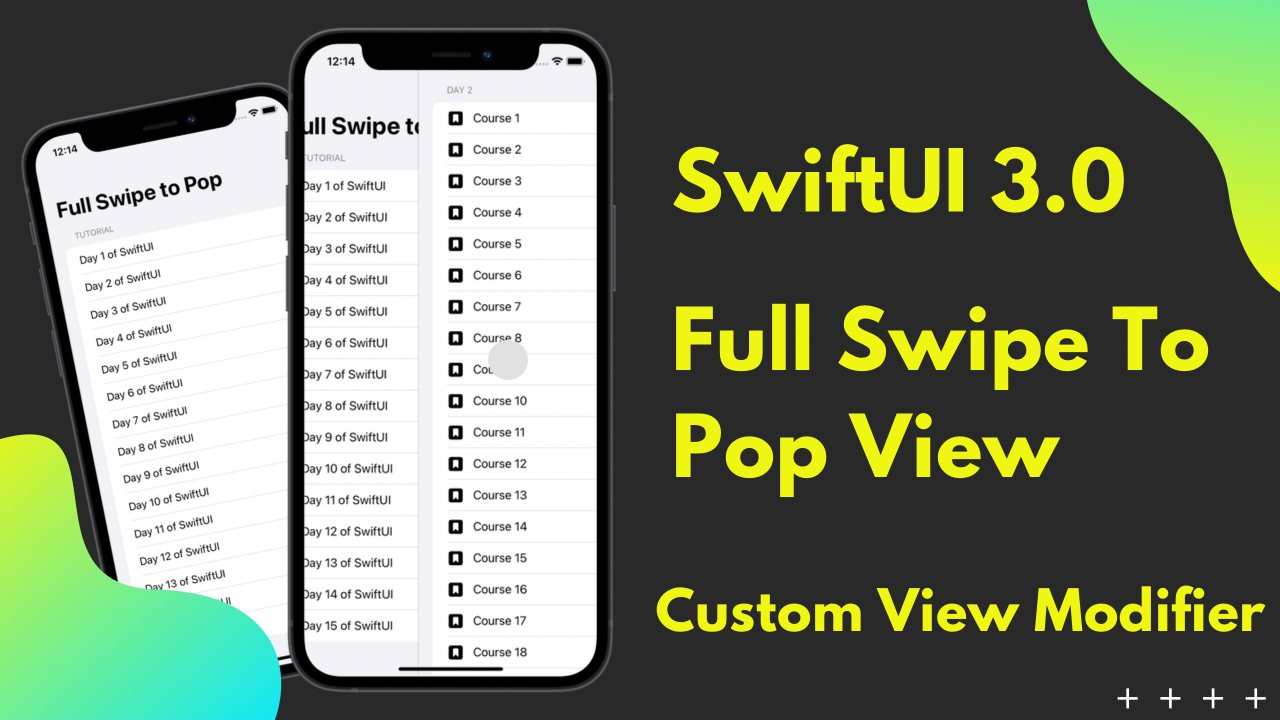 12:14
Full Swipe to Pop
TUTORIAL
Day 1 of SwiftUI
Day 2 of SwiftUI
Day 3 of SwiftUI
Day 4 of SwiftUI
Day 5 of SwiftUI
Day 6 of SwiftUI
Day 7 of SwiftUI
Day 8 of SwiftUI
Day 9 of SwiftUI
Day 10 of SwiftUI
Day 11 of SwiftUI
Day 12 of SwiftUI
Day 13 of SwiftUI
12:14
ull Swipe to
TUTORIAL
Day 1 of SwiftUI
Day 2 of SwiftUI
Day 3 of SwiftUI
Day 4 of SwiftUI
Day 5 of SwiftUI
Day 6 of SwiftUI
Day 7 of SwiftUI
Day 8 of SwiftUI
Day 9 of SwiftUI
Day 10 of SwiftUI
Day 11 of SwiftUI
Day 12 of SwiftUI
Day 13 of SwiftUI
Day 14 of SwiftUI
Day 15 of SwiftUI
DAY 2
Course 1
Course 2
Course 3
Course 4
Course 5
Course 6
Course 7
Course 8
Course 10
Course 11
Course 12
Course 13
Course 14
Course 15
Course 16
Course 17
Course 18
SwiftUI 3.0
Full Swipe To
Pop View
Custom View Modifier